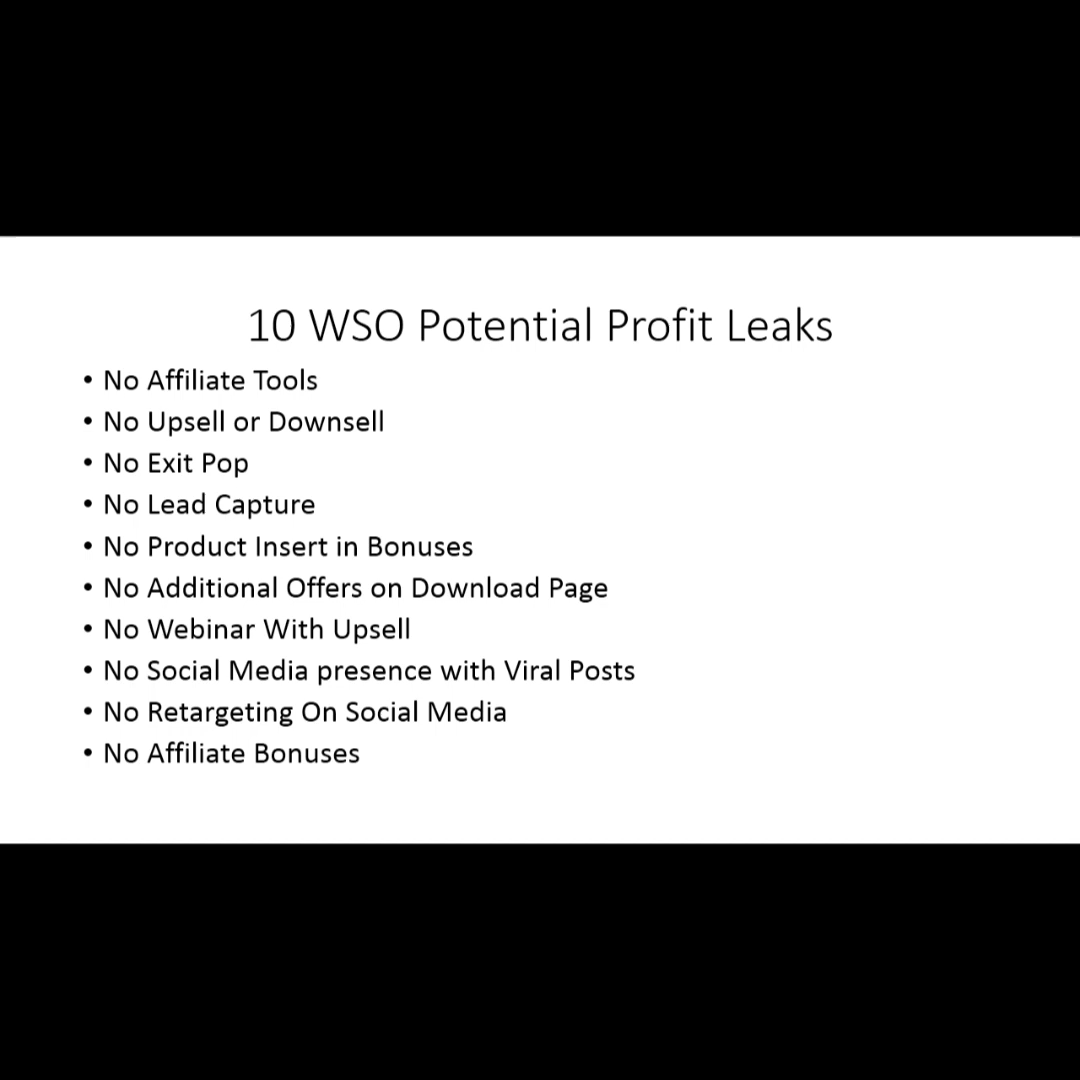 10 WSO Potential Profit Leaks
• No Affiliate Tools
• No Upsell or Downsell
• No Exit Pop
• No Lead Capture
• No Product Insert in Bonuses
• No Additional Offers on Download Page
• No Webinar With Upsell
• No Social Media presence with Viral Posts
• No Retargeting On Social Media
• No Affiliate Bonuses